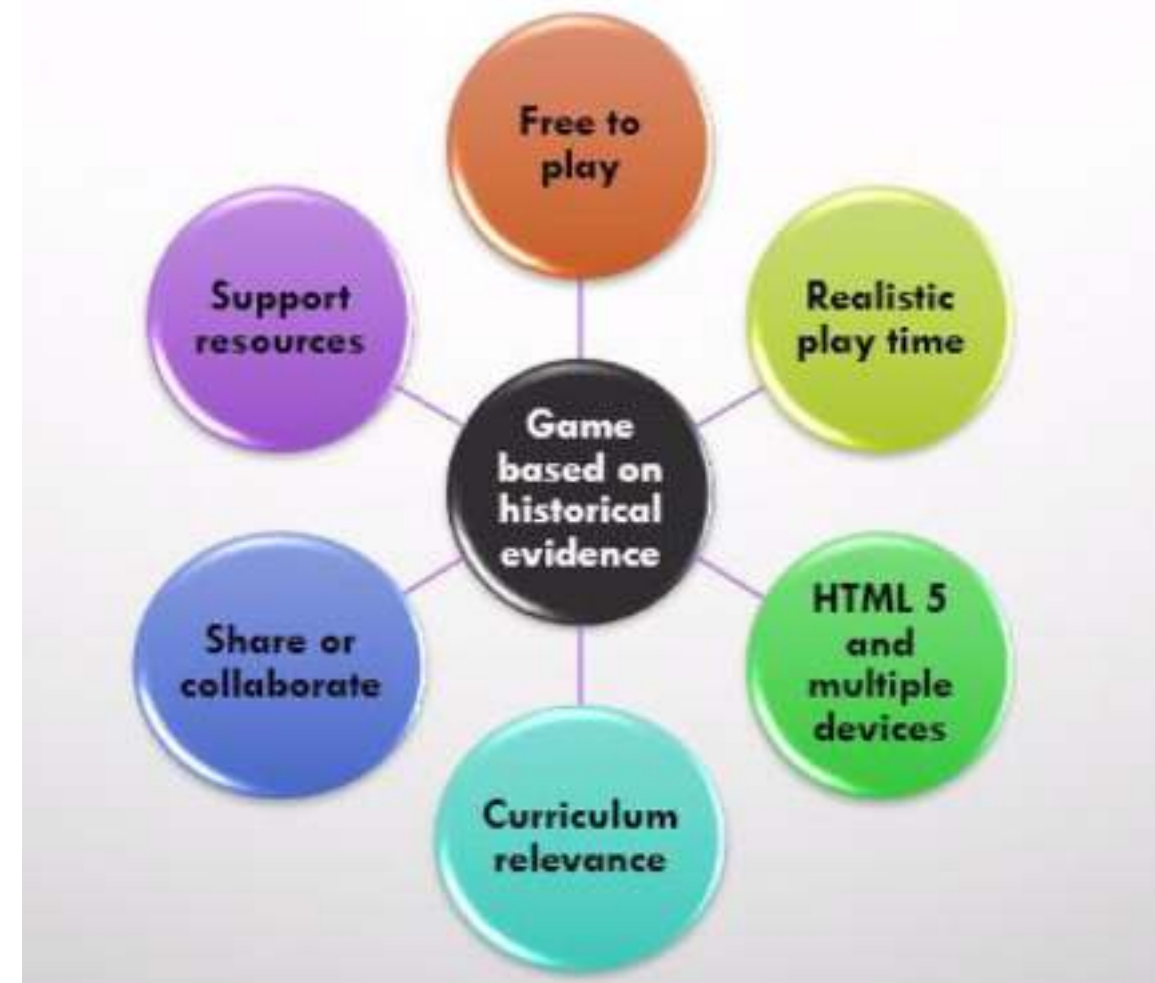 Free to
play
Realistic
play time
HTML 5
and
multiple
devices
Curriculum
relevance
Share or
collaborate
Support
resources
Game
based on
historical
evidence